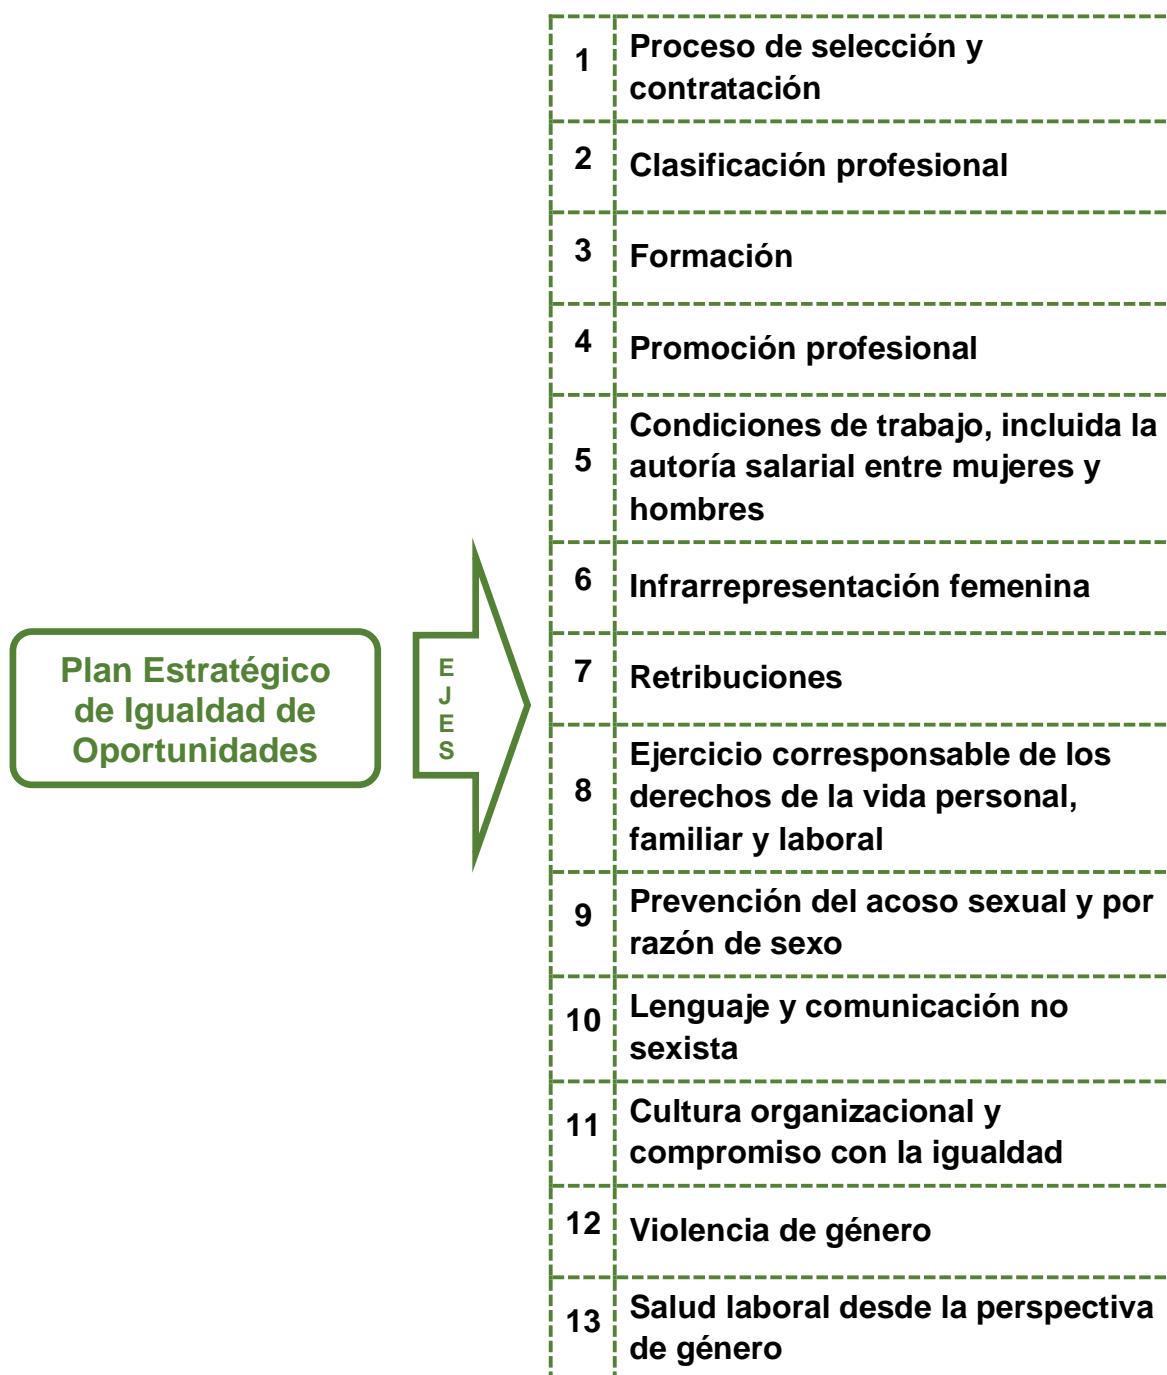 1
Proceso de selección y
contratación
2
Clasificación profesional
3
Formación
4
Promoción profesional
5
Condiciones de trabajo, incluida la
autoría salarial entre mujeres y
hombres
6
Infrarrepresentación femenina
Plan Estratégico
de Igualdad de
Oportunidades
E
J
E
S
7
Retribuciones
8
Ejercicio corresponsable de los
derechos de la vida personal,
familiar y laboral
9
Prevención del acoso sexual y por
razón de sexo
10
Lenguaje y comunicación no
sexista
11
Cultura organizacional y
compromiso con la igualdad
12
Violencia de género
13
Salud laboral desde la perspectiva
de género